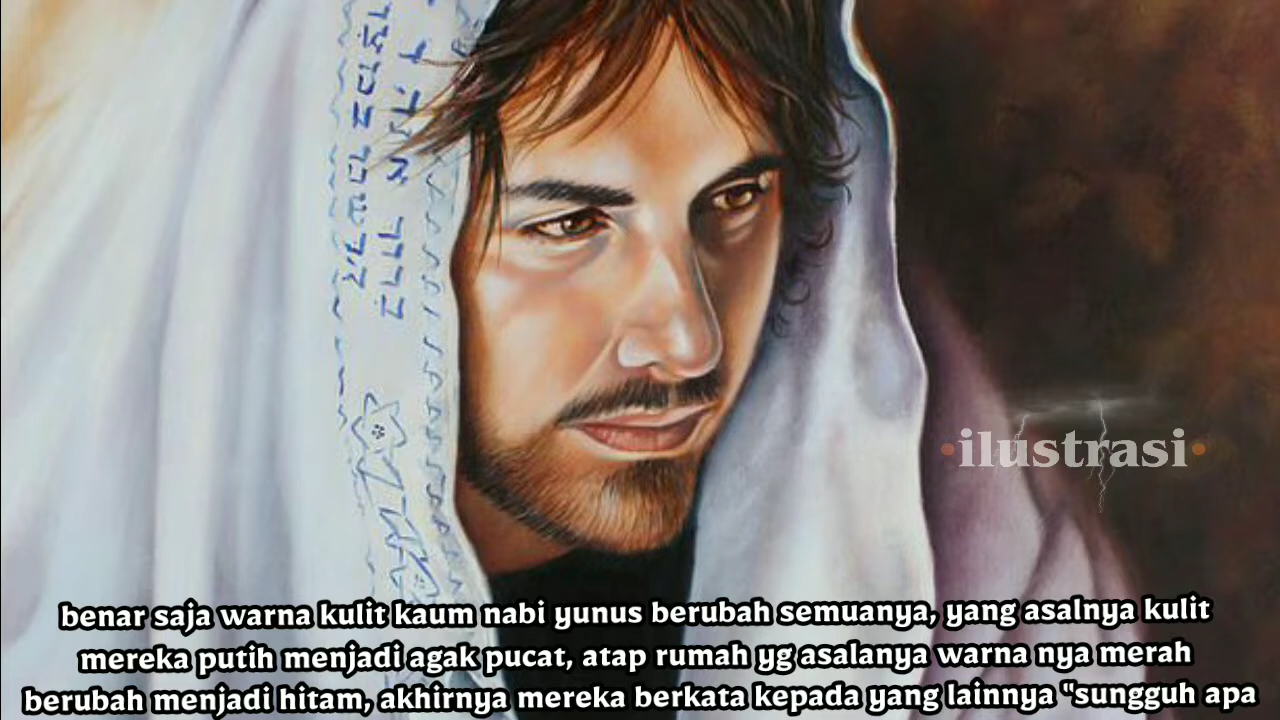 •ilustrasi•
benar saja warna kulit kaum nabi yunus berubah semuanya, yang asalnya kulit
mereka putih menjadi agak pucat, atap rumah yg asalanya warna nya merah
berubah menjadi hitam, akhirnya mereka berkata kepada yang lainnya "sungguh apa